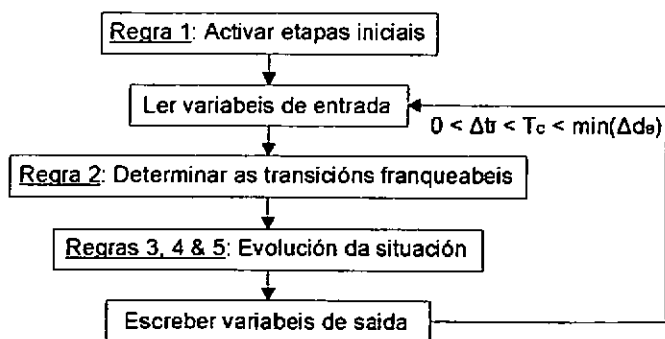 Regra 1: Activar etapas iniciais
Ler variabeis de entrada
0 < Δtr < Tc < min(Δde)
Regra 2: Determinar as transicións franqueabeis
Regras 3, 4 & 5: Evolución da situación
Escreber variabeis de saida